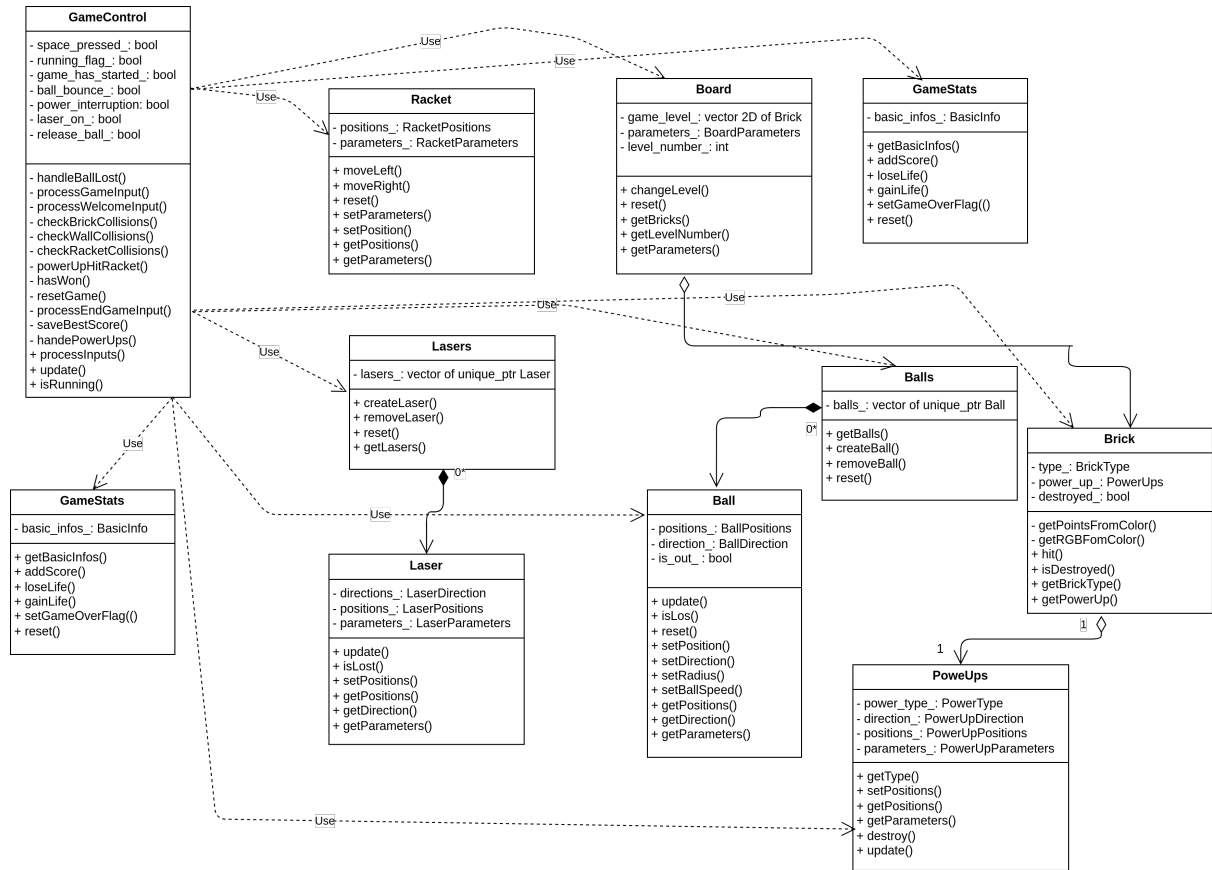 GameControl
- space_pressed_: bool
- running_flag_: bool
- game_has_started_: bool
- ball_bounce_: bool
- power_interruption: bool
- laser_on_: bool
- release_ball_: bool
- handleBallLost()
- processGameInput()
- processWelcomeInput()
- checkBrickCollisions()
- checkWallCollisions()
- checkRacketCollisions()
- powerUpHitRacket()
- hasWon()
- resetGame()
- processEndGameInput()
- saveBestScore()
- handePowerUps()
+ processInputs()
+ update()
+ isRunning()
Use
Use
Use
Racket
- positions_: RacketPositions
- parameters_: RacketParameters
+ moveLeft()
+ moveRight()
+ reset()
+ setParameters()
+ setPosition()
+ getPositions()
+ getParameters()
Board
- game_level_: vector 2D of Brick
- parameters_: BoardParameters
- level_number_: int
+ changeLevel()
+ reset()
+ getBricks()
+ getLevelNumber()
+ getParameters()
GameStats
- basic_infos_: BasicInfo
+ getBasicInfos()
+ addScore()
+ loseLife()
+ gainLife()
+ setGameOverFlag(()
+ reset()
Use
Use
Use
Lasers
- lasers_: vector of unique_ptr Laser
+ createLaser()
+ removeLaser()
+ reset()
+ getLasers()
0*
Balls
- balls_: vector of unique_ptr Ball
+ getBalls()
+ createBall()
+ removeBall()
+ reset()
0*
Brick
- type_: BrickType
- power_up_: PowerUps
- destroyed_: bool
- getPointsFromColor()
- getRGBFomColor()
+ hit()
+ isDestroyed()
+ getBrickType()
+ getPowerUp()
1
1
Use
GameStats
- basic_infos_: BasicInfo
+ getBasicInfos()
+ addScore()
+ loseLife()
+ gainLife()
+ setGameOverFlag(()
+ reset()
Use
Laser
- directions_: LaserDirection
- positions_: LaserPositions
- parameters_: LaserParameters
+ update()
+ isLost()
+ setPositions()
+ getPositions()
+ getDirection()
+ getParameters()
Ball
- positions_: BallPositions
- direction_: BallDirection
- is_out_ : bool
+ update()
+ isLos()
+ reset()
+ setPosition()
+ setDirection()
+ setRadius()
+ setBallSpeed()
+ getPositions()
+ getDirection()
+ getParameters()
PoweUps
- power_type_: PowerType
- direction_: PowerUpDirection
- positions_: PowerUpPositions
- parameters_: PowerUpParameters
+ getType()
+ setPositions()
+ getPositions()
+ getParameters()
+ destroy()
+ update()
Use